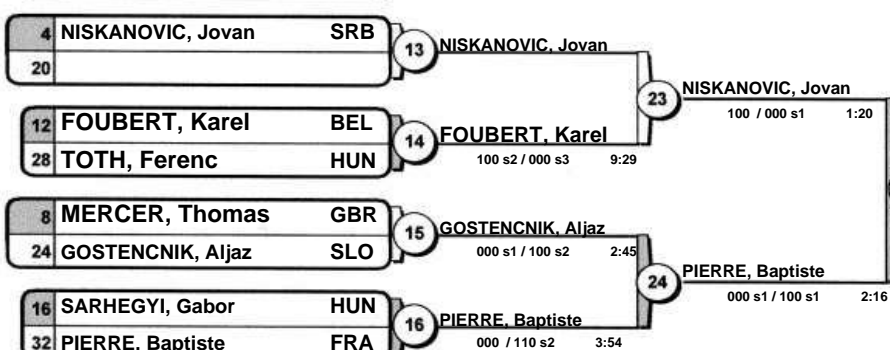 4 NISKANOVIC, Jovan SRB
20
13 NISKANOVIC, Jovan
12 FOUBERT, Karel BEL
28 TOTH, Ferenc HUN
14 FOUBERT, Karel
100 s2 / 000 s3 9:29
23 NISKANOVIC, Jovan
100 / 000 s1 1:20
8 MERCER, Thomas GBR
24 GOSTENCNIK, Aljaz SLO
15 GOSTENCNIK, Aljaz
000 s1 / 100 s2 2:45
16 SARHEGYI, Gabor HUN
32 PIERRE, Baptiste FRA
16 PIERRE, Baptiste
000 / 110 s2 3:54
24 PIERRE, Baptiste
000 s1 / 100 s1 2:16